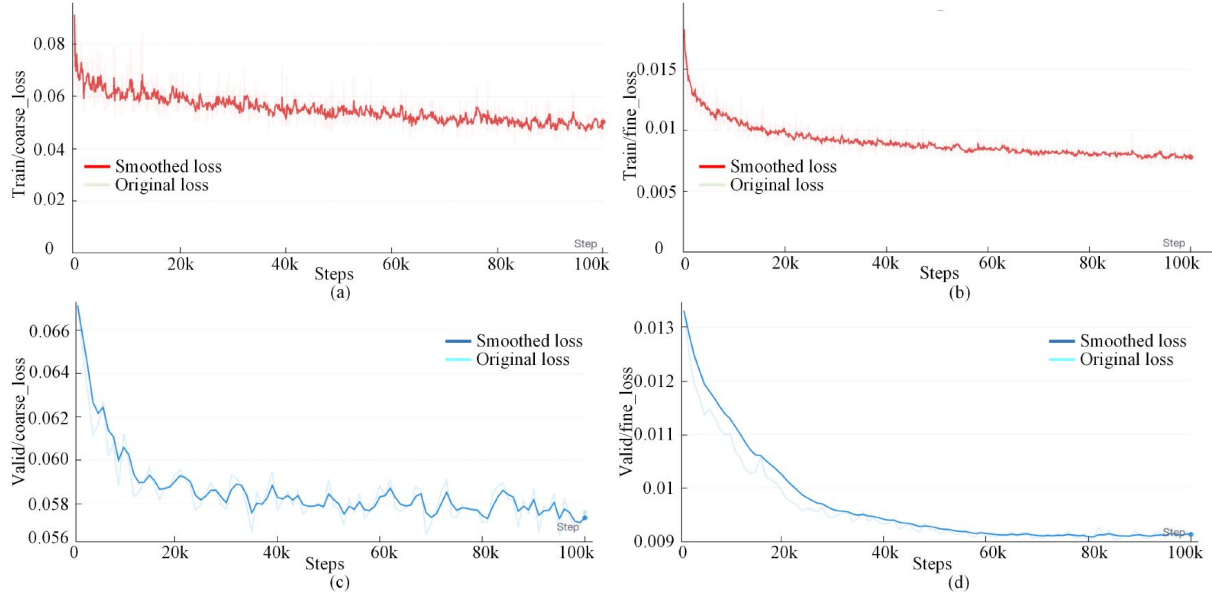 Train/coarse_loss
0.08
0.06
0.04
0.02
0
Smoothed loss
Original loss
Step
0 20k 40k 60k 80k 100k
Steps
(a)
Train/fine_loss
0.015
0.01
0.005
0
Smoothed loss
Original loss
Step
0 20k 40k 60k 80k 100k
Steps
(b)
Valid/coarse_loss
0.066
0.064
0.062
0.060
0.058
0.056
Smoothed loss
Original loss
Step
0 20k 40k 60k 80k 100k
Steps
(c)
Valid/fine_loss
0.013
0.012
0.011
0.01
0.009
Smoothed loss
Original loss
Step
0 20k 40k 60k 80k 100k
Steps
(d)